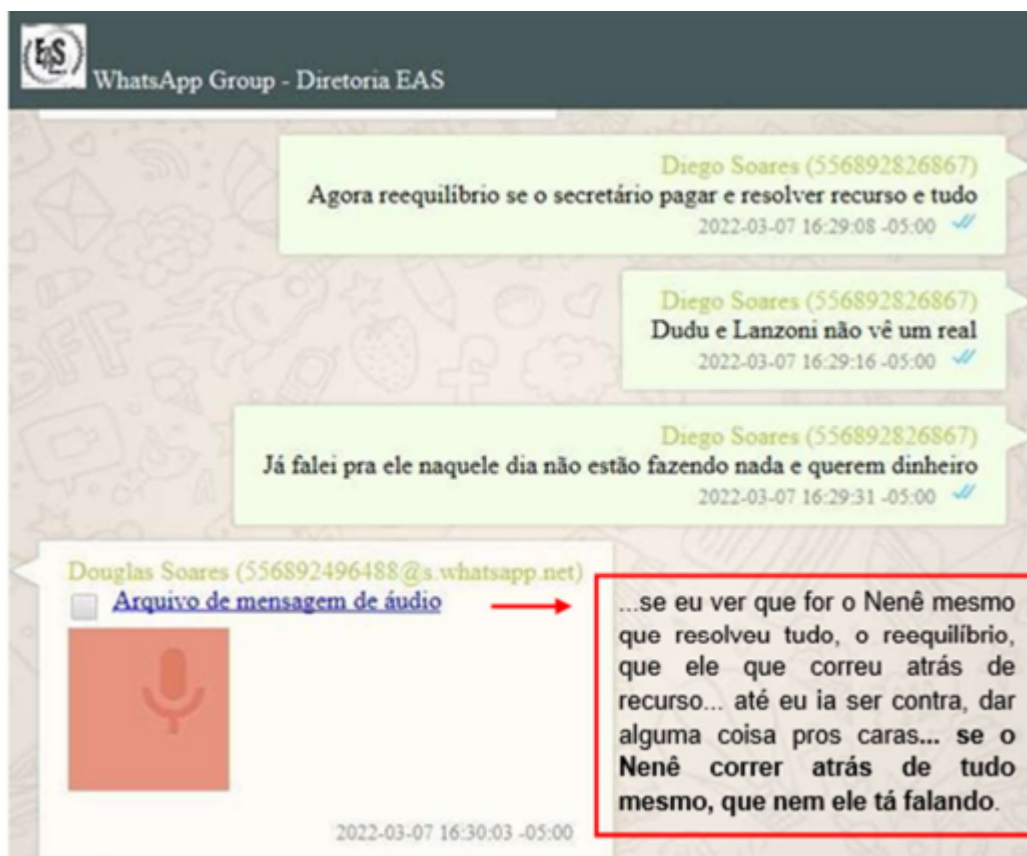 EAS
WhatsApp Group - Diretoria EAS
Diego Soares (556892826867)
Agora reequilíbrio se o secretário pagar e resolver recurso e tudo
2022-03-07 16:29:08 -05:00
Diego Soares (556892826867)
Dudu e Lanzoni não vê um real
2022-03-07 16:29:16 -05:00
Diego Soares (556892826867)
Já falei pra ele naquele dia não estão fazendo nada e querem dinheiro
2022-03-07 16:29:31 -05:00
Douglas Soares (556892496488@s.whatsapp.net)
Arquivo de mensagem de áudio
...se eu ver que for o Nenê mesmo
que resolveu tudo, o reequilíbrio,
que ele que correu atrás de
recurso... até eu ia ser contra, dar
alguma coisa pros caras... se o
Nenê correr atrás de tudo
mesmo, que nem ele tá falando.
2022-03-07 16:30:03 -05:00